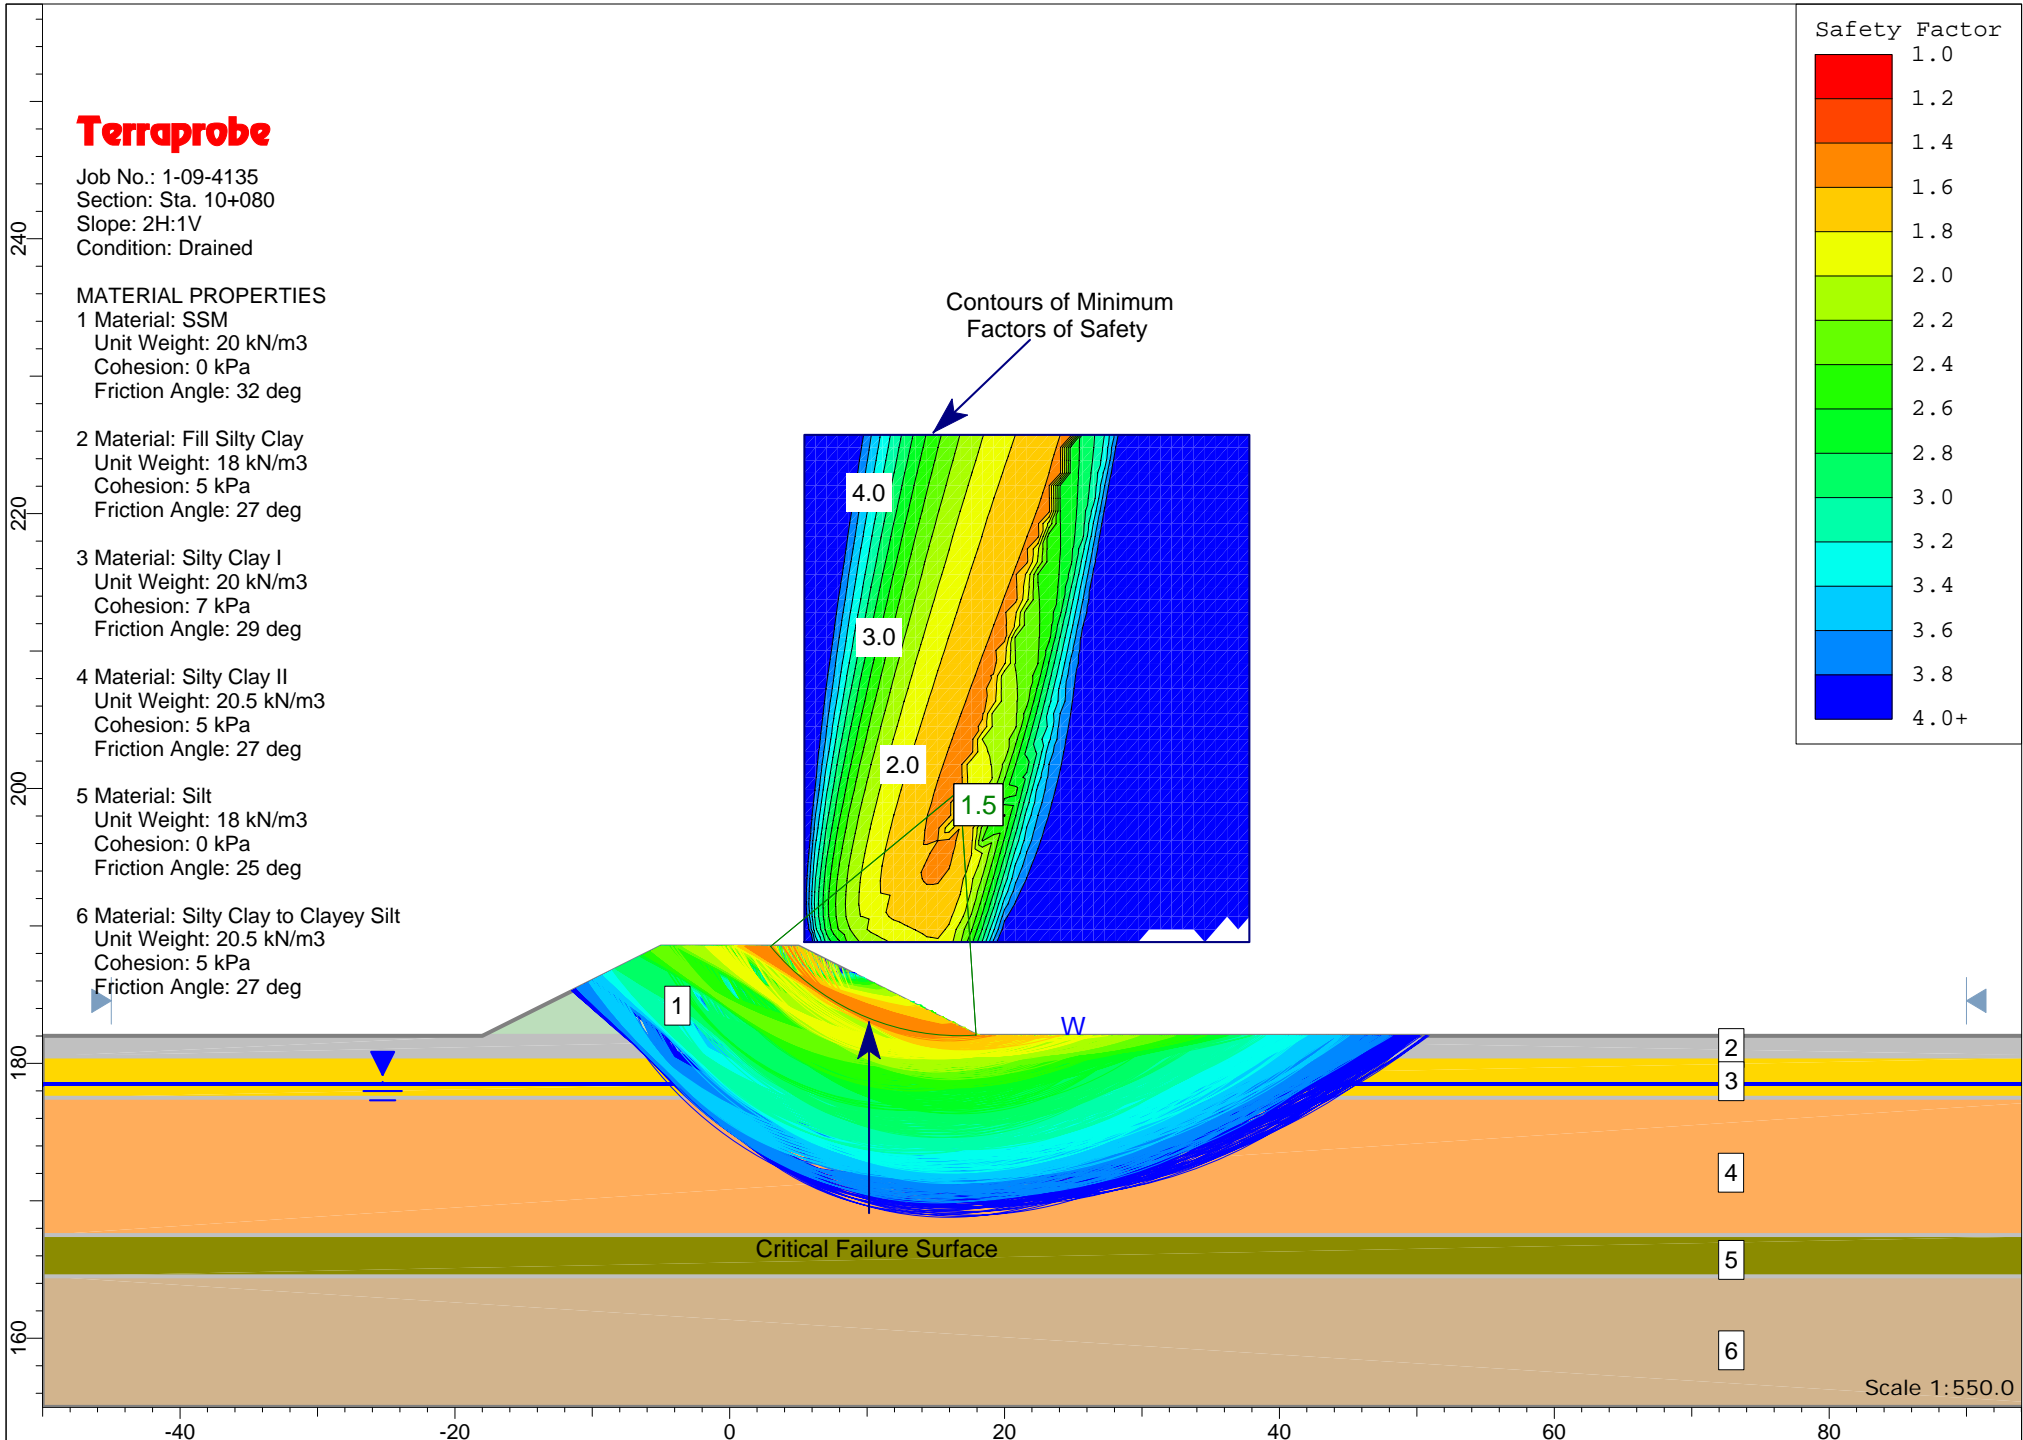 Terraprobe
Job No.: 1-09-4135
Section: Sta. 10+080
Slope: 2H:1V
Condition: Drained
MATERIAL PROPERTIES
1 Material: SSM
Unit Weight: 20 kN/m3
Cohesion: 0 kPa
Friction Angle: 32 deg
2 Material: Fill Silty Clay
Unit Weight: 18 kN/m3
Cohesion: 5 kPa
Friction Angle: 27 deg
3 Material: Silty Clay I
Unit Weight: 20 kN/m3
Cohesion: 7 kPa
Friction Angle: 29 deg
4 Material: Silty Clay II
Unit Weight: 20.5 kN/m3
Cohesion: 5 kPa
Friction Angle: 27 deg
5 Material: Silt
Unit Weight: 18 kN/m3
Cohesion: 0 kPa
Friction Angle: 25 deg
6 Material: Silty Clay to Clayey Silt
Unit Weight: 20.5 kN/m3
Cohesion: 5 kPa
Friction Angle: 27 deg
Contours of Minimum
Factors of Safety
4.0
3.0
2.0
1.5
Safety Factor
1.0
1.2
1.4
1.6
1.8
2.0
2.2
2.4
2.6
2.8
3.0
3.2
3.4
3.6
3.8
4.0+
1
W
2
3
4
5
6
Critical Failure Surface
Scale 1:550.0
240
220
200
180
160
-40
-20
0
20
40
60
80